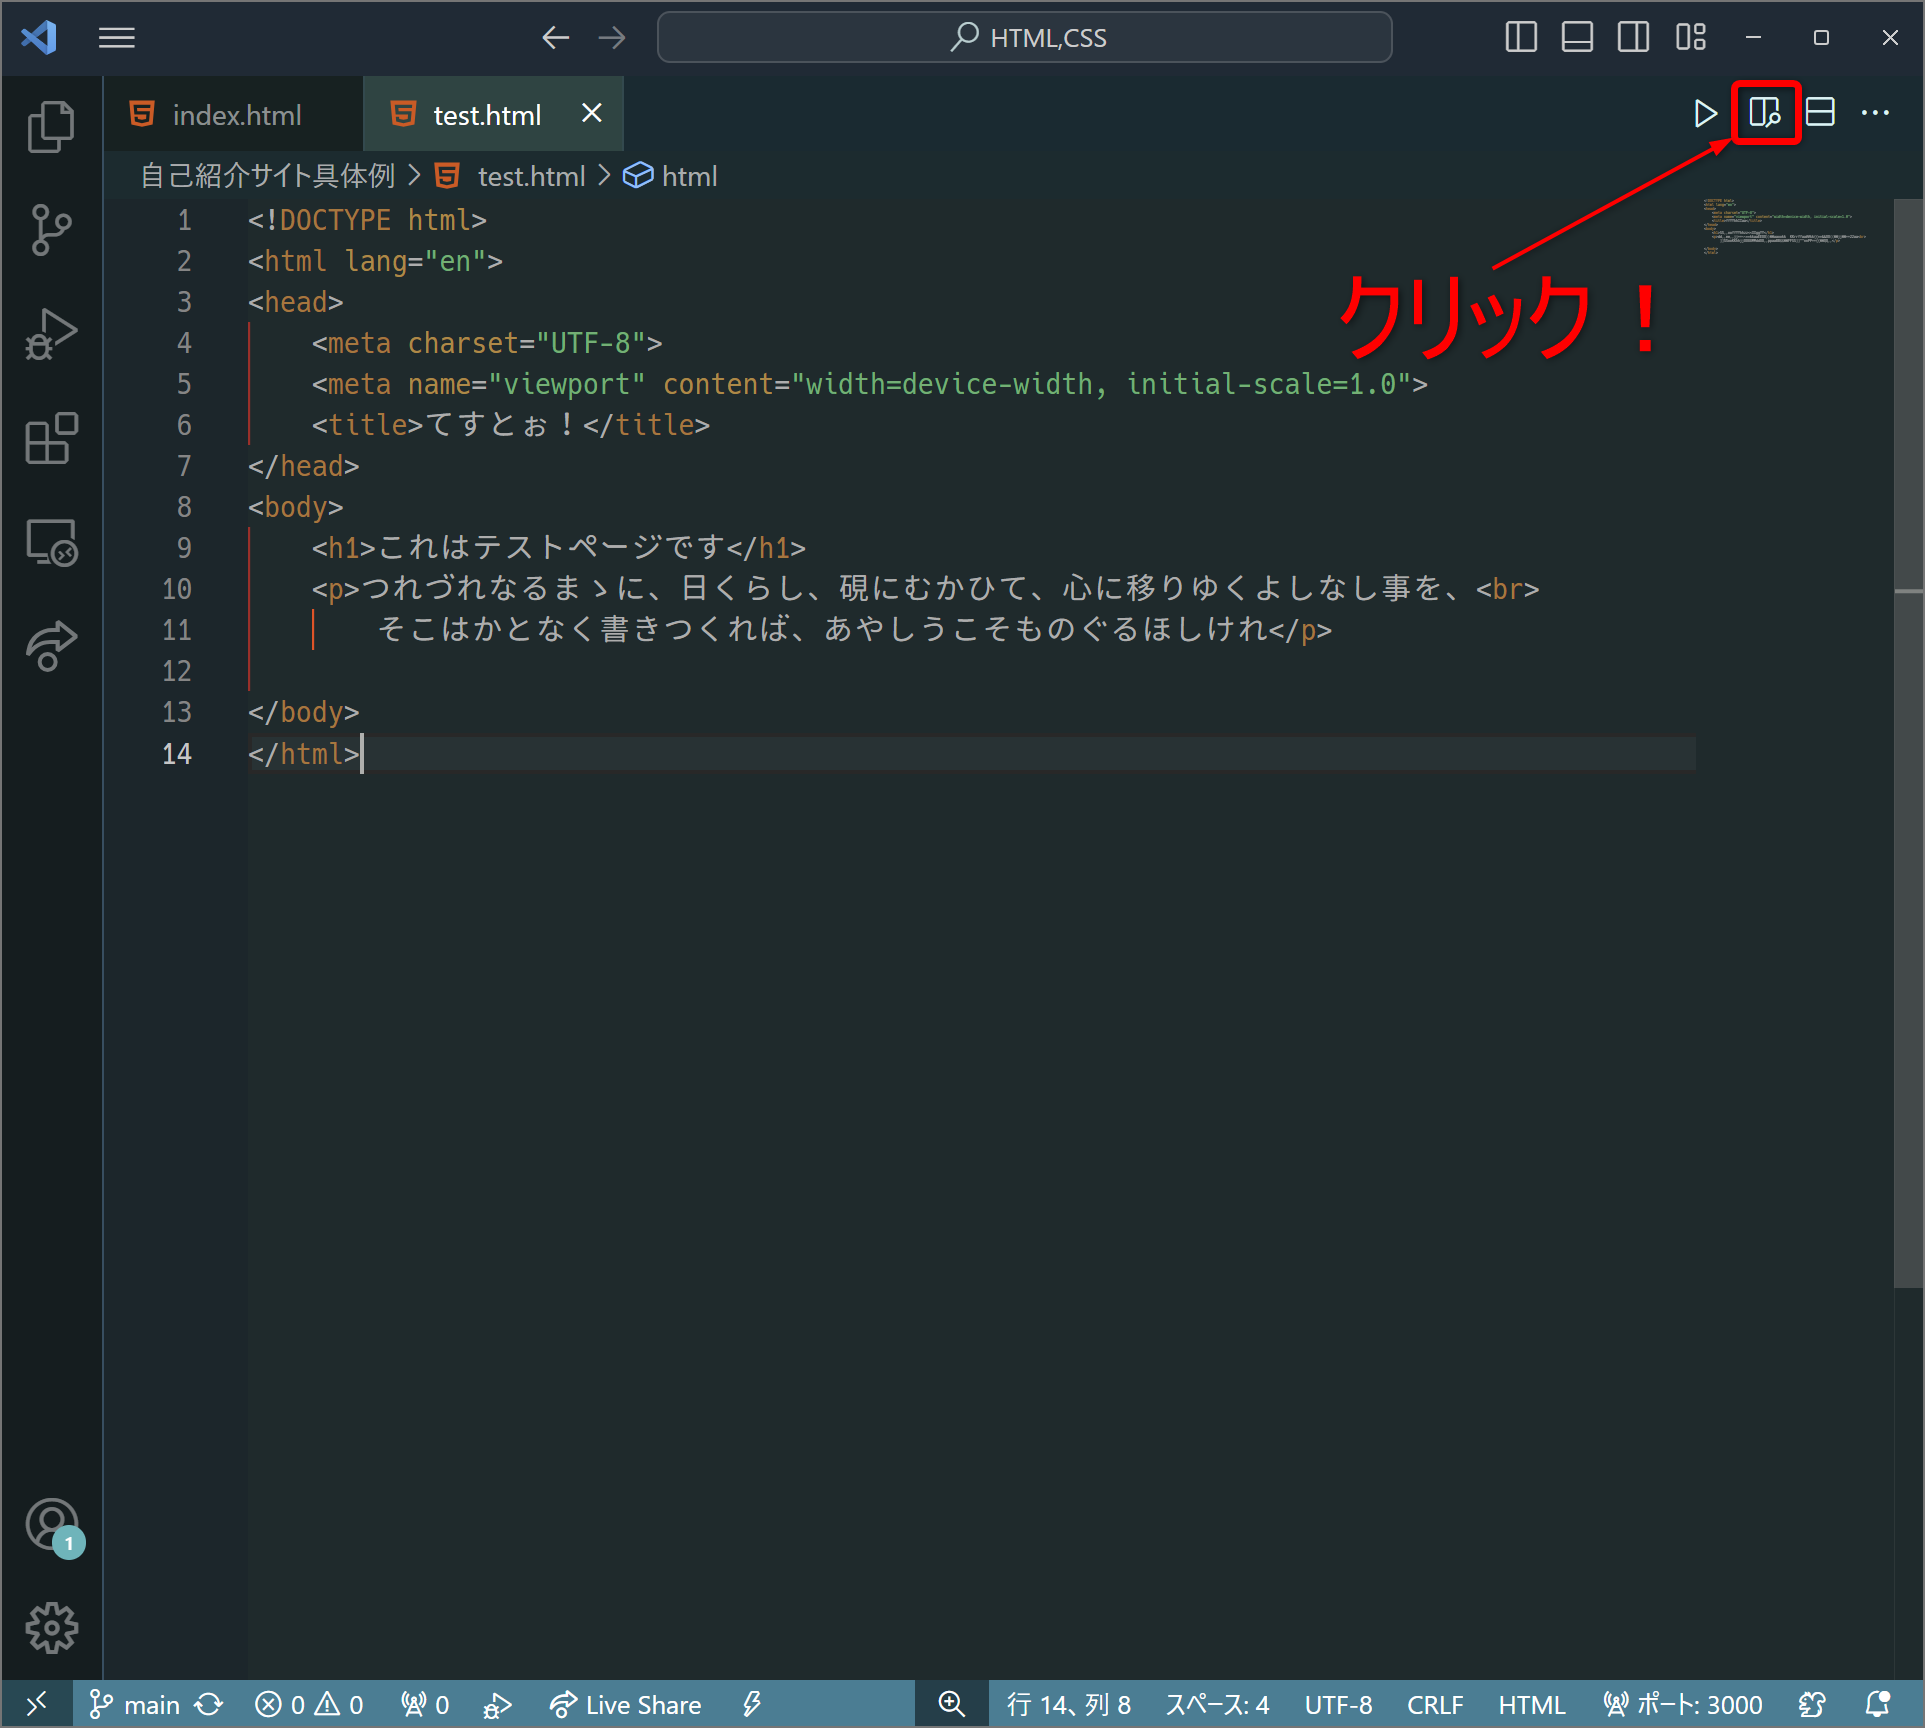 HTML,CSS
index.html
test.html
自己紹介サイト具体例 > test.html > html
クリック！
1 <!DOCTYPE html>
2 <html lang="en">
3 <head>
4 <meta charset="UTF-8">
5 <meta name="viewport" content="width=device-width, initial-scale=1.0">
6 <title>てすとぉ！</title>
7 </head>
8 <body>
9 <h1>これはテストページです</h1>
10 <p>つれづれなるまゝに、日くらし、硯にむかひて、心に移りゆくよしなし事を、<br>
11 そこはかとなく書きつくれば、あやしうこそものぐるほしけれ</p>
12
13 </body>
14 </html>
1
main 0 0 0 Live Share 行 14、列 8 スペース: 4 UTF-8 CRLF HTML ポート: 3000